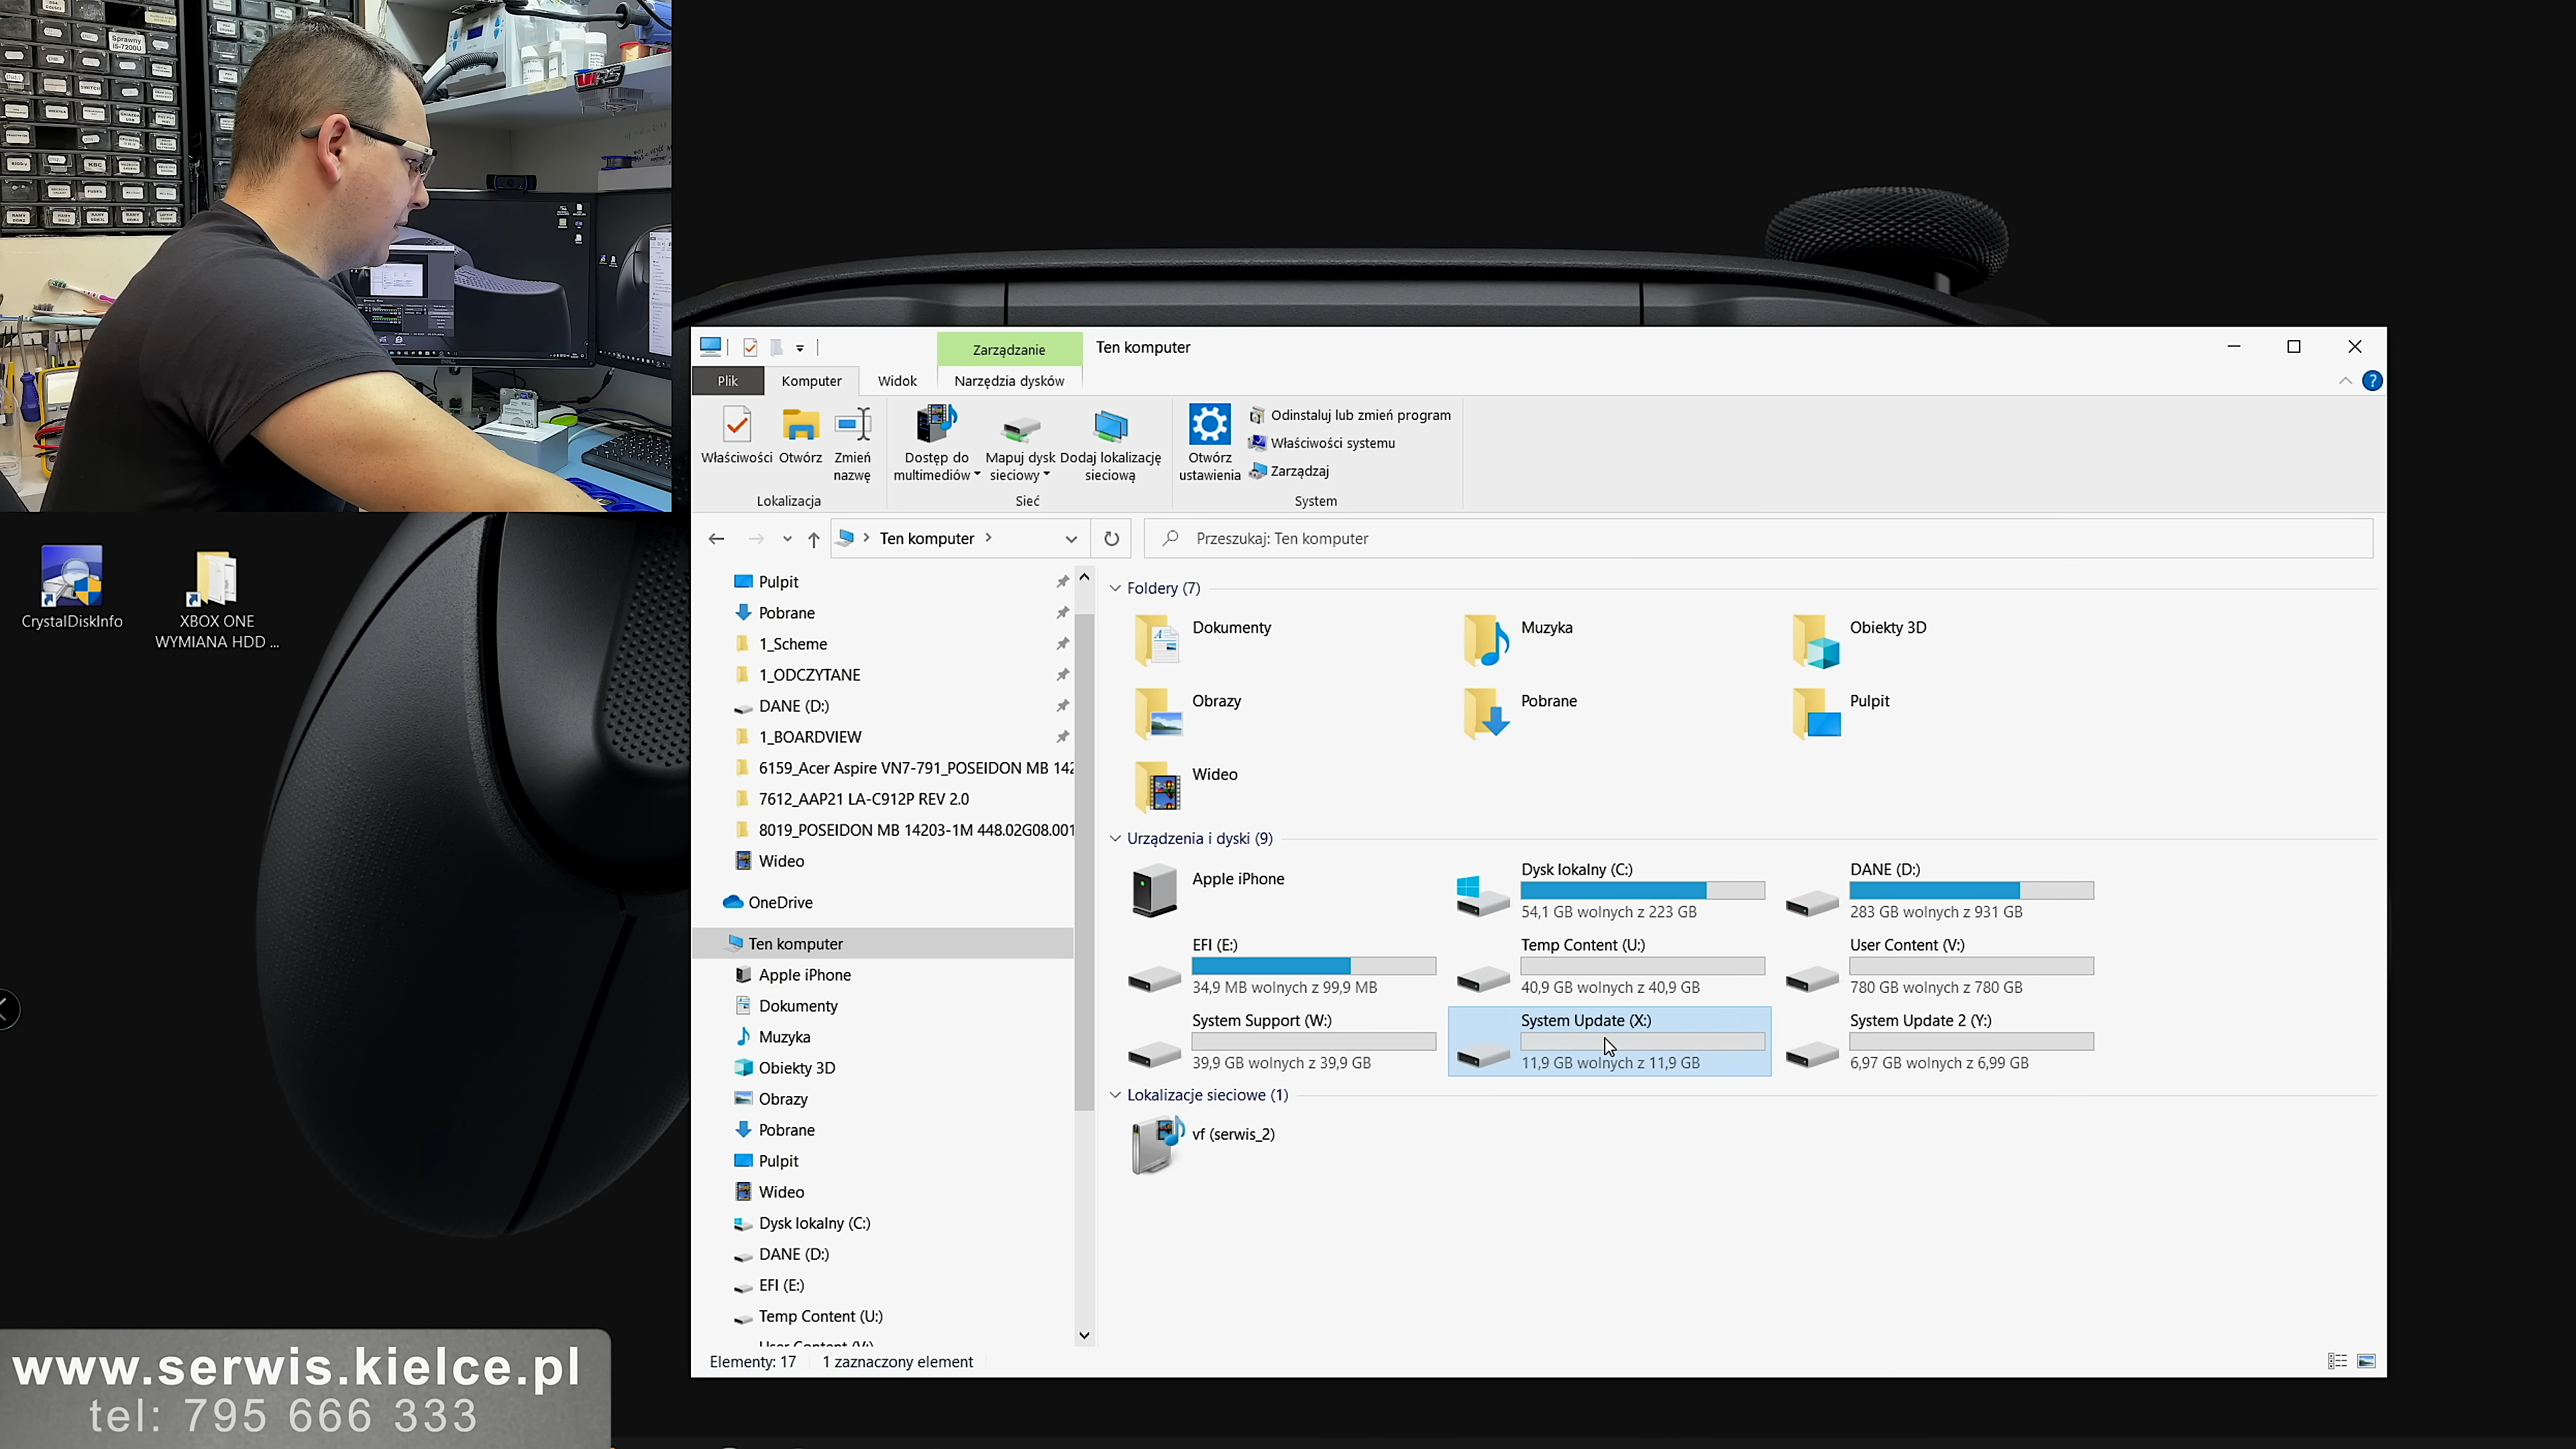 Sprawny
i5-7200U
SWITCH
KBC
FUSES
CrystalDiskInfo
XBOX ONE
WYMIANA HDD ...
Zarządzanie
Ten komputer
Plik
Komputer
Widok
Narzędzia dysków
Właściwości
Otwórz
Zmień
nazwę
Lokalizacja
Dostęp do
multimediów
Mapuj dysk
sieciowy
Dodaj lokalizację
sieciową
Sieć
Otwórz
ustawienia
Odinstaluj lub zmień program
Właściwości systemu
Zarządzaj
System
Ten komputer
Przeszukaj: Ten komputer
Pulpit
Pobrane
1_Scheme
1_ODCZYTANE
DANE (D:)
1_BOARDVIEW
6159_Acer Aspire VN7-791_POSEIDON MB 142
7612_AAP21 LA-C912P REV 2.0
8019_POSEIDON MB 14203-1M 448.02G08.001
Wideo
OneDrive
Ten komputer
Apple iPhone
Dokumenty
Muzyka
Obiekty 3D
Obrazy
Pobrane
Pulpit
Wideo
Dysk lokalny (C:)
DANE (D:)
EFI (E:)
Temp Content (U:)
User Content (V:)
Foldery (7)
Dokumenty
Muzyka
Obiekty 3D
Obrazy
Pobrane
Pulpit
Wideo
Urządzenia i dyski (9)
Apple iPhone
Dysk lokalny (C:)
54,1 GB wolnych z 223 GB
DANE (D:)
283 GB wolnych z 931 GB
EFI (E:)
34,9 MB wolnych z 99,9 MB
Temp Content (U:)
40,9 GB wolnych z 40,9 GB
User Content (V:)
780 GB wolnych z 780 GB
System Support (W:)
39,9 GB wolnych z 39,9 GB
System Update (X:)
11,9 GB wolnych z 11,9 GB
System Update 2 (Y:)
6,97 GB wolnych z 6,99 GB
Lokalizacje sieciowe (1)
vf (serwis_2)
Elementy: 17
1 zaznaczony element
www.serwis.kielce.pl
tel: 795 666 333